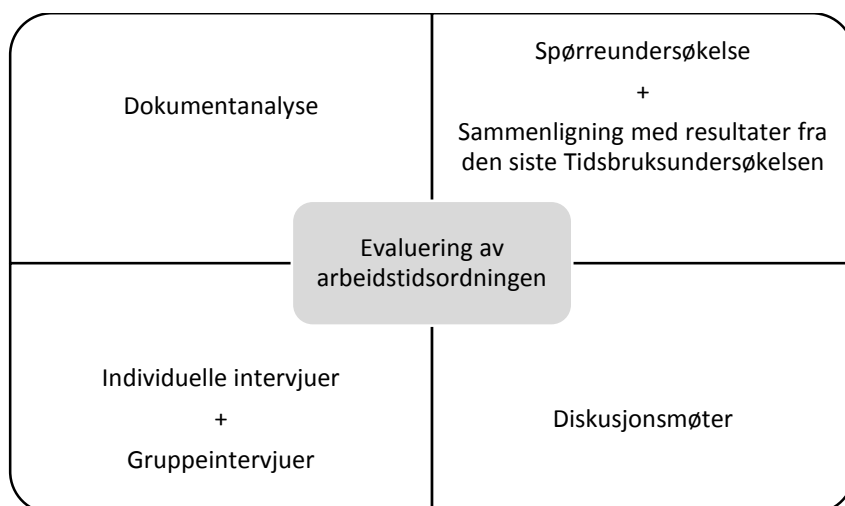 Dokumentanalyse
Spørreundersøkelse
+
Sammenligning med resultater fra
den siste Tidsbruksundersøkelsen
Evaluering av
arbeidstidsordningen
Individuelle intervjuer
+
Gruppeintervjuer
Diskusjonsmøter